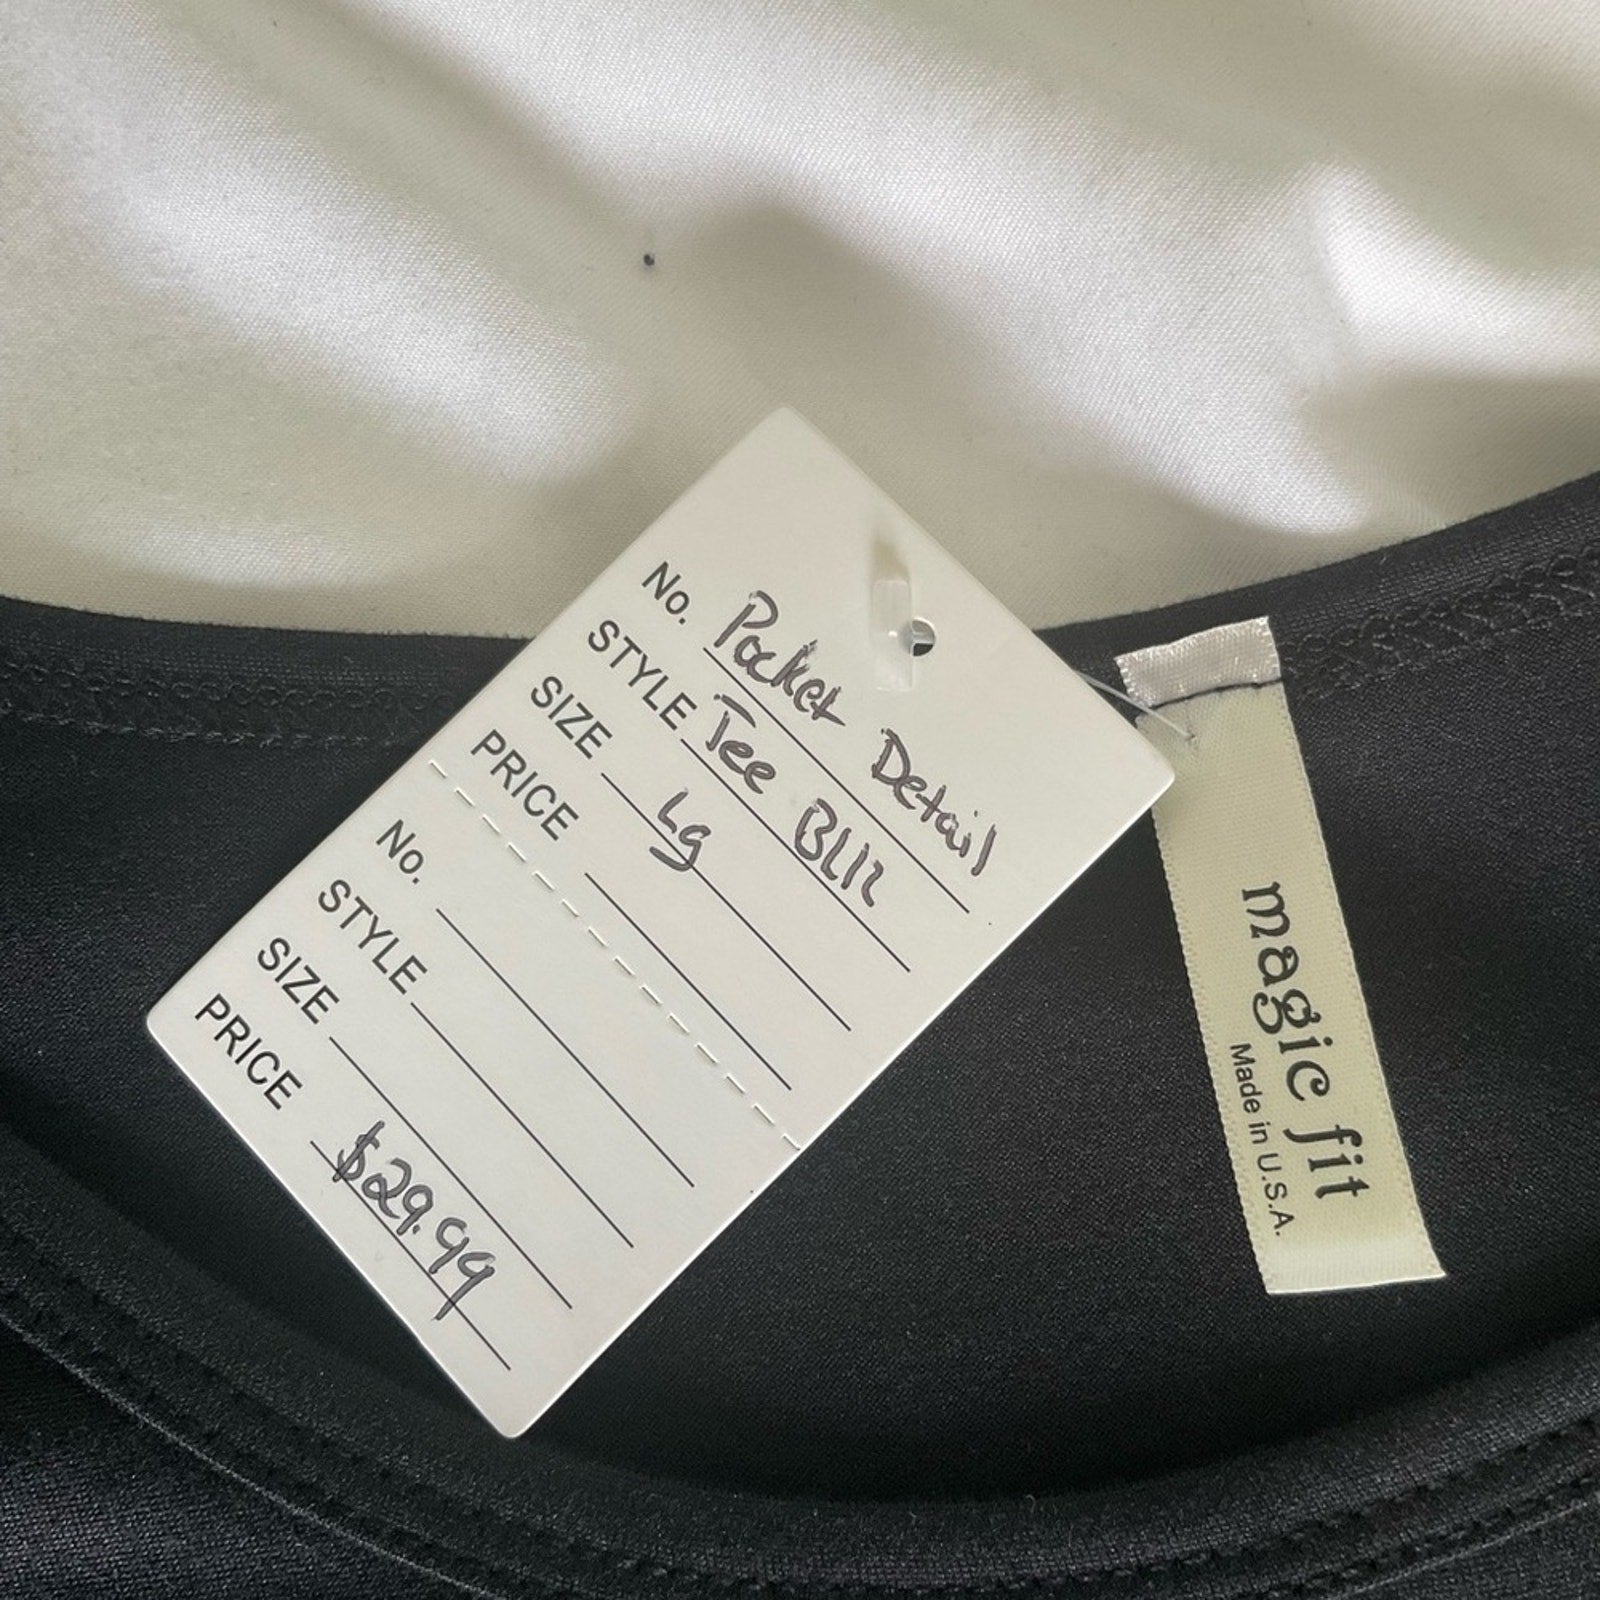 No. Pocket Detail
STYLE Tee BL12
SIZE Lg
PRICE
No.
STYLE
SIZE
PRICE $29.99
magic fit
Made in U.S.A.